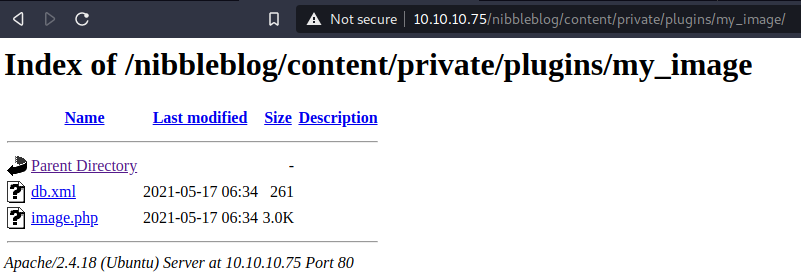 Not secure | 10.10.10.75/nibbleblog/content/private/plugins/my_image/
Index of /nibbleblog/content/private/plugins/my_image
Name Last modified Size Description
Parent Directory -
db.xml 2021-05-17 06:34 261
image.php 2021-05-17 06:34 3.0K
Apache/2.4.18 (Ubuntu) Server at 10.10.10.75 Port 80